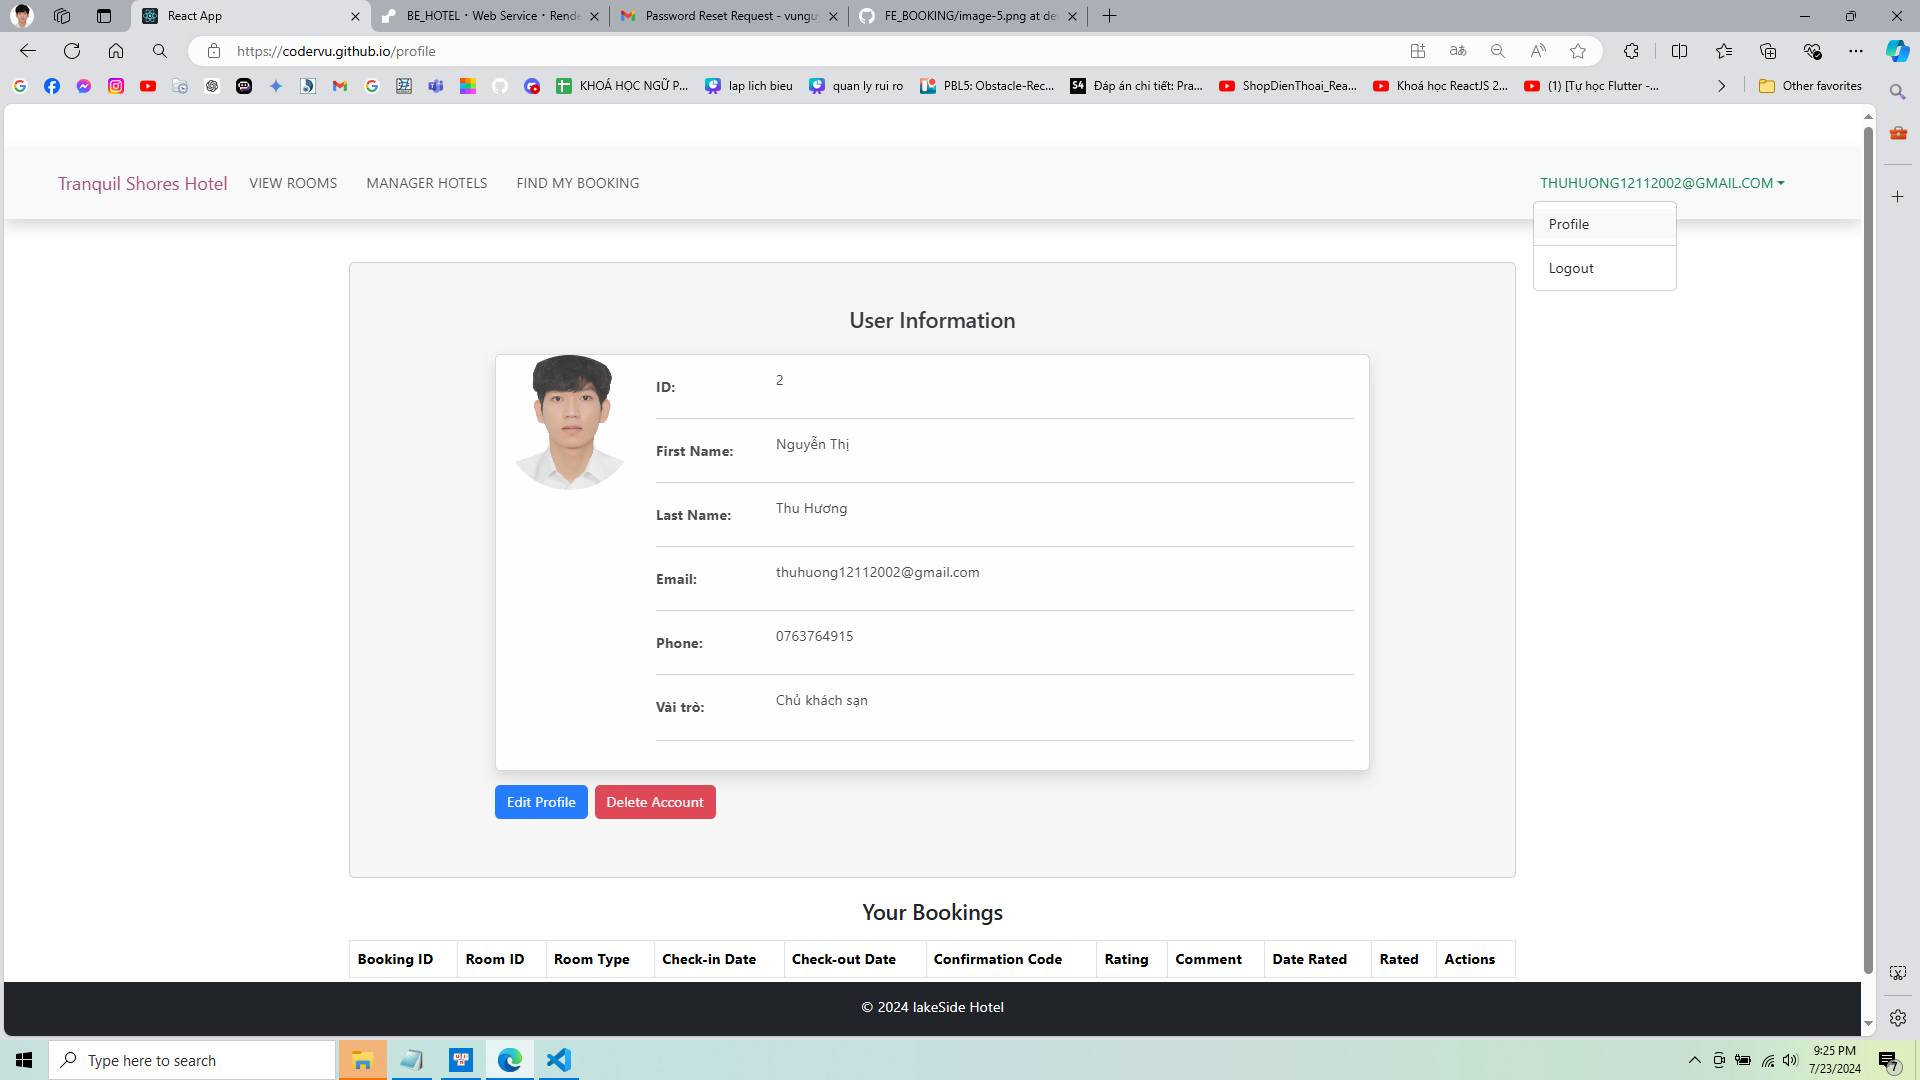 React App
BE_HOTEL · Web Service · Rende
Password Reset Request - vungu
FE_BOOKING/image-5.png at de
https://codervu.github.io/profile
KHOÁ HỌC NGỮ P...
lap lich bieu
quan ly rui ro
PBL5: Obstacle-Rec...
S4
Đáp án chi tiết: Pra...
ShopDienThoai_Rea...
Khoá học ReactJS 2...
(1) [Tự học Flutter -...
Other favorites
Tranquil Shores Hotel
VIEW ROOMS
MANAGER HOTELS
FIND MY BOOKING
THUHUONG12112002@GMAIL.COM
Profile
Logout
User Information
ID: 2
First Name: Nguyễn Thị
Last Name: Thu Hương
Email: thuhuong12112002@gmail.com
Phone: 0763764915
Vài trò: Chủ khách sạn
Edit Profile
Delete Account
Your Bookings
Booking ID Room ID Room Type Check-in Date Check-out Date Confirmation Code Rating Comment Date Rated Rated Actions
© 2024 lakeSide Hotel
Type here to search
9:25 PM
7/23/2024
7